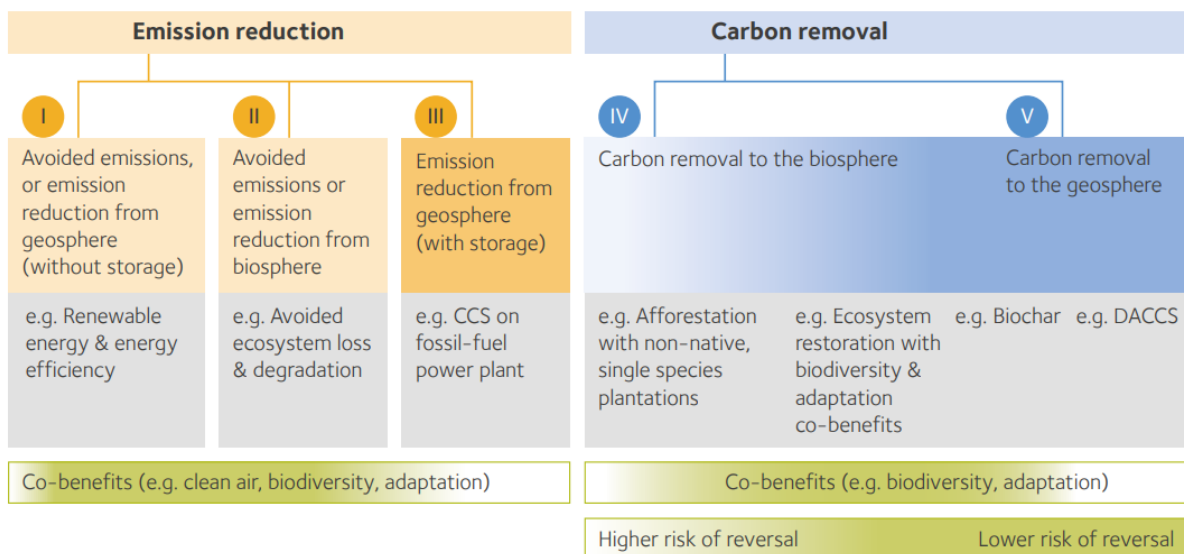 Emission reduction
I
II
III
Avoided emissions,
or emission
reduction from
geosphere
(without storage)
Avoided
emissions or
emission
reduction from
biosphere
Emission
reduction from
geosphere
(with storage)
e.g. Renewable
energy & energy
efficiency
e.g. Avoided
ecosystem loss
& degradation
e.g. CCS on
fossil-fuel
power plant
Co-benefits (e.g. clean air, biodiversity, adaptation)
Carbon removal
IV
V
Carbon removal to the biosphere
Carbon removal
to the geosphere
e.g. Afforestation
with non-native,
single species
plantations
e.g. Ecosystem
restoration with
biodiversity &
adaptation
co-benefits
e.g. Biochar
e.g. DACCS
Co-benefits (e.g. biodiversity, adaptation)
Higher risk of reversal
Lower risk of reversal